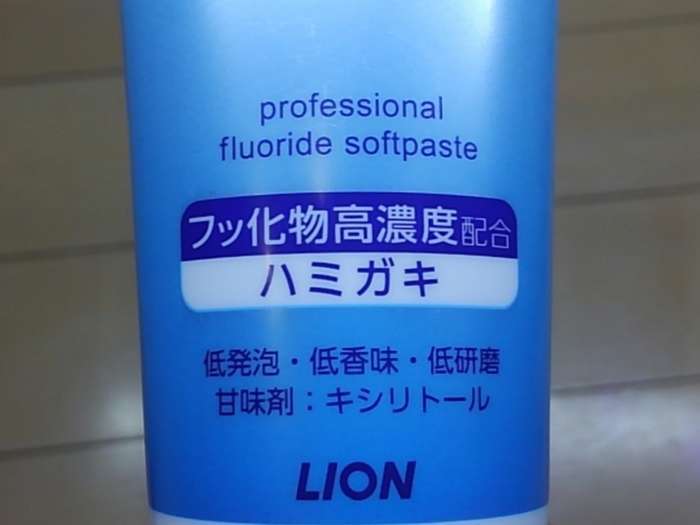 professional
fluoride softpaste
フッ化物高濃度配合
ハミガキ
低発泡・低香味・低研磨
甘味剤：キシリトール
LION